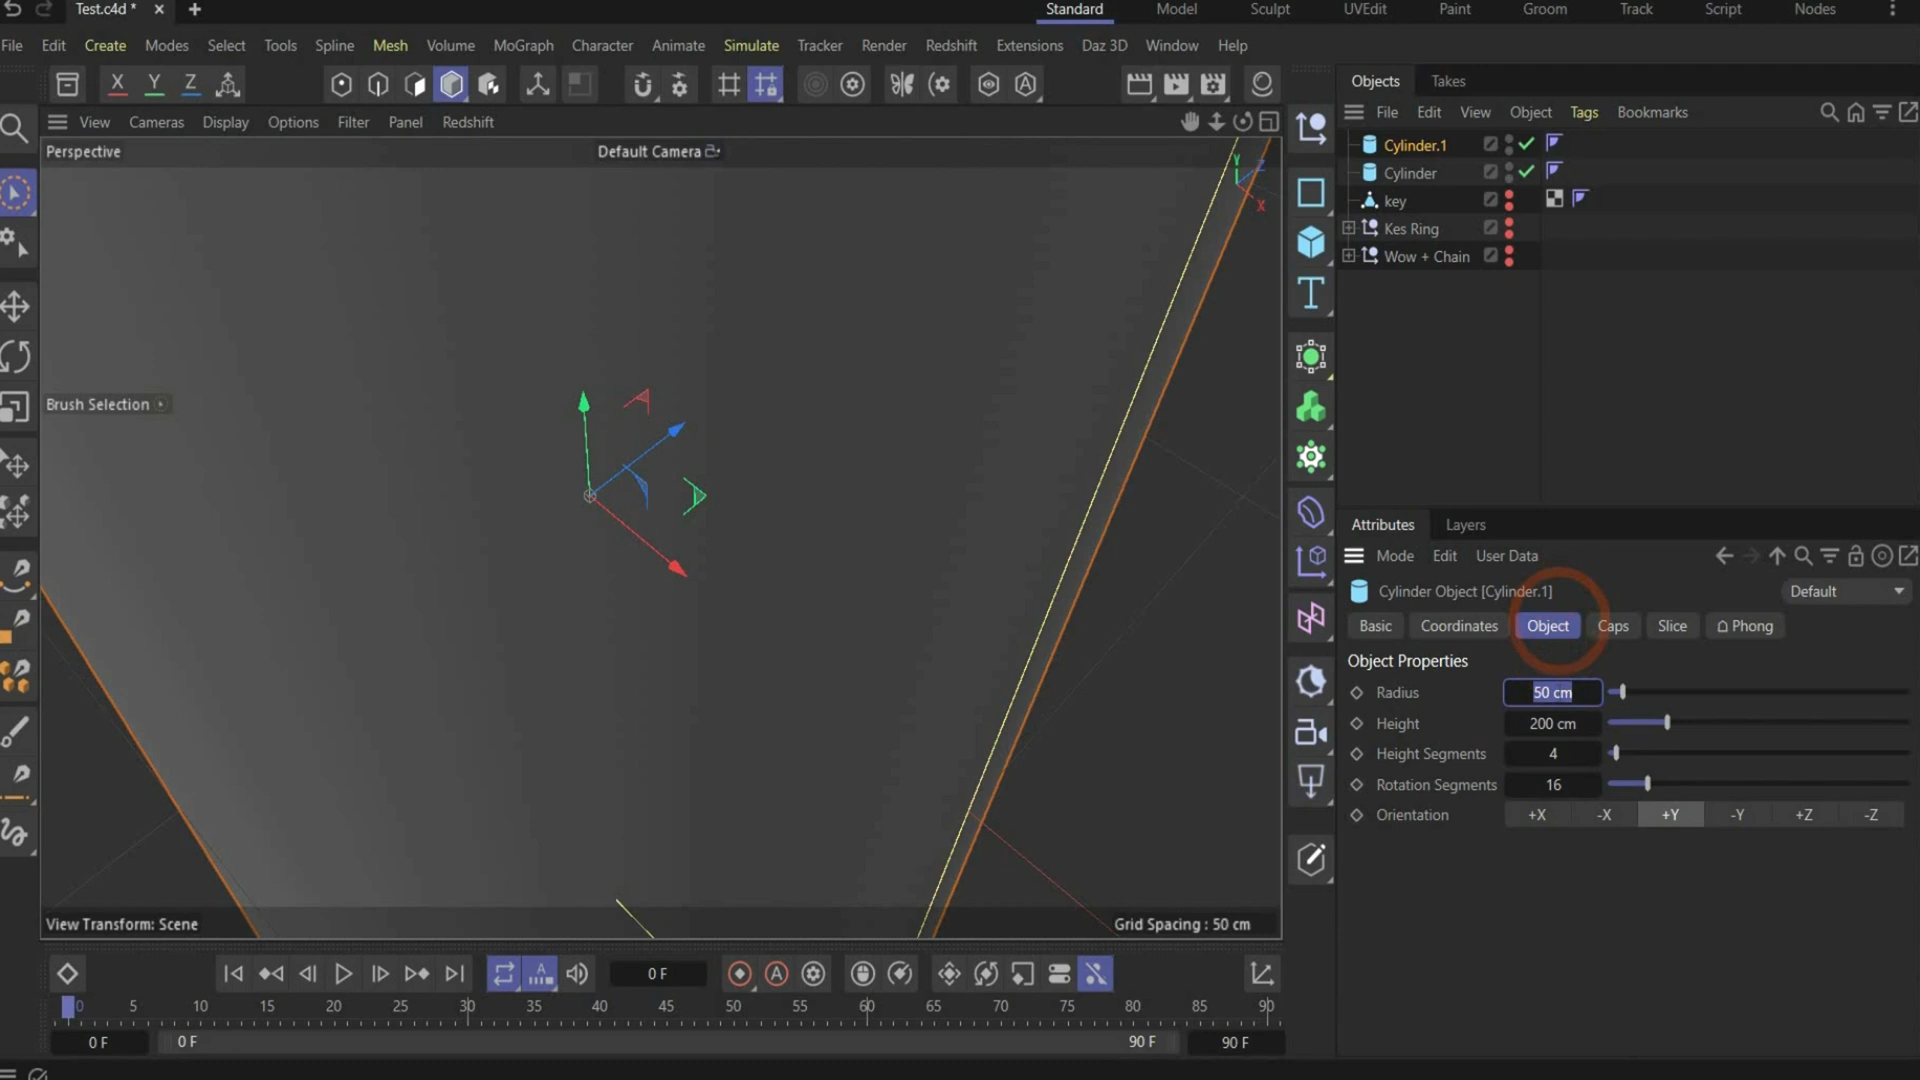 Test.c4d *
Standard
Model
Sculpt
UVEdit
Paint
Groom
Track
Script
Nodes
File Edit Create Modes Select Tools Spline Mesh Volume MoGraph Character Animate Simulate Tracker Render Redshift Extensions Daz 3D Window Help
X Y Z
Objects Takes
File Edit View Object Tags Bookmarks
View Cameras Display Options Filter Panel Redshift
Perspective
Default Camera
Y
Z
X
Cylinder.1
Cylinder
key
Kes Ring
Wow + Chain
Brush Selection
Attributes Layers
Mode Edit User Data
Cylinder Object [Cylinder.1]
Default
Basic Coordinates Object Caps Slice Phong
Object Properties
Radius 50 cm
Height 200 cm
Height Segments 4
Rotation Segments 16
Orientation +X -X +Y -Y +Z -Z
View Transform: Scene
Grid Spacing : 50 cm
0 F
0 5 10 15 20 25 30 35 40 45 50 55 60 65 70 75 80 85 90
0 F 0 F 90 F 90 F